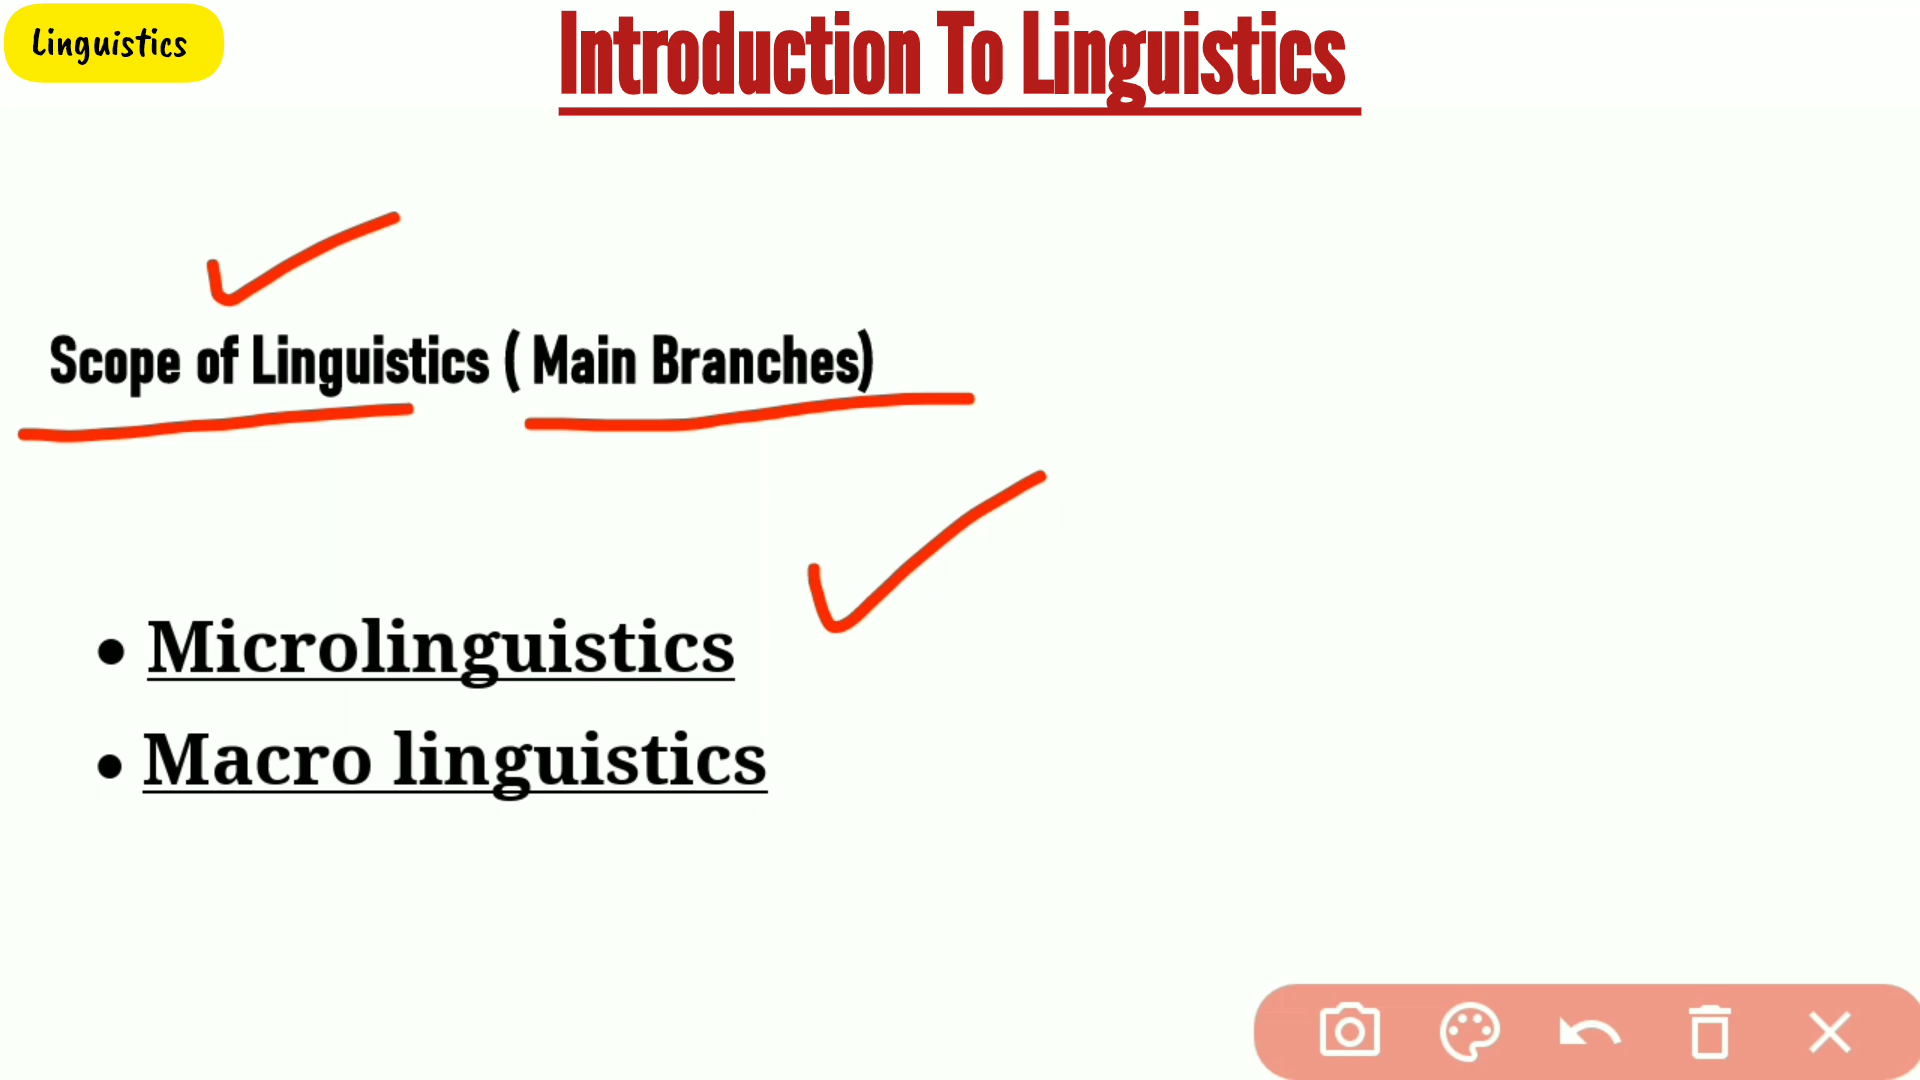 Linguistics
Introduction To Linguistics
Scope of Linguistics ( Main Branches)
• Microlinguistics
• Macro linguistics